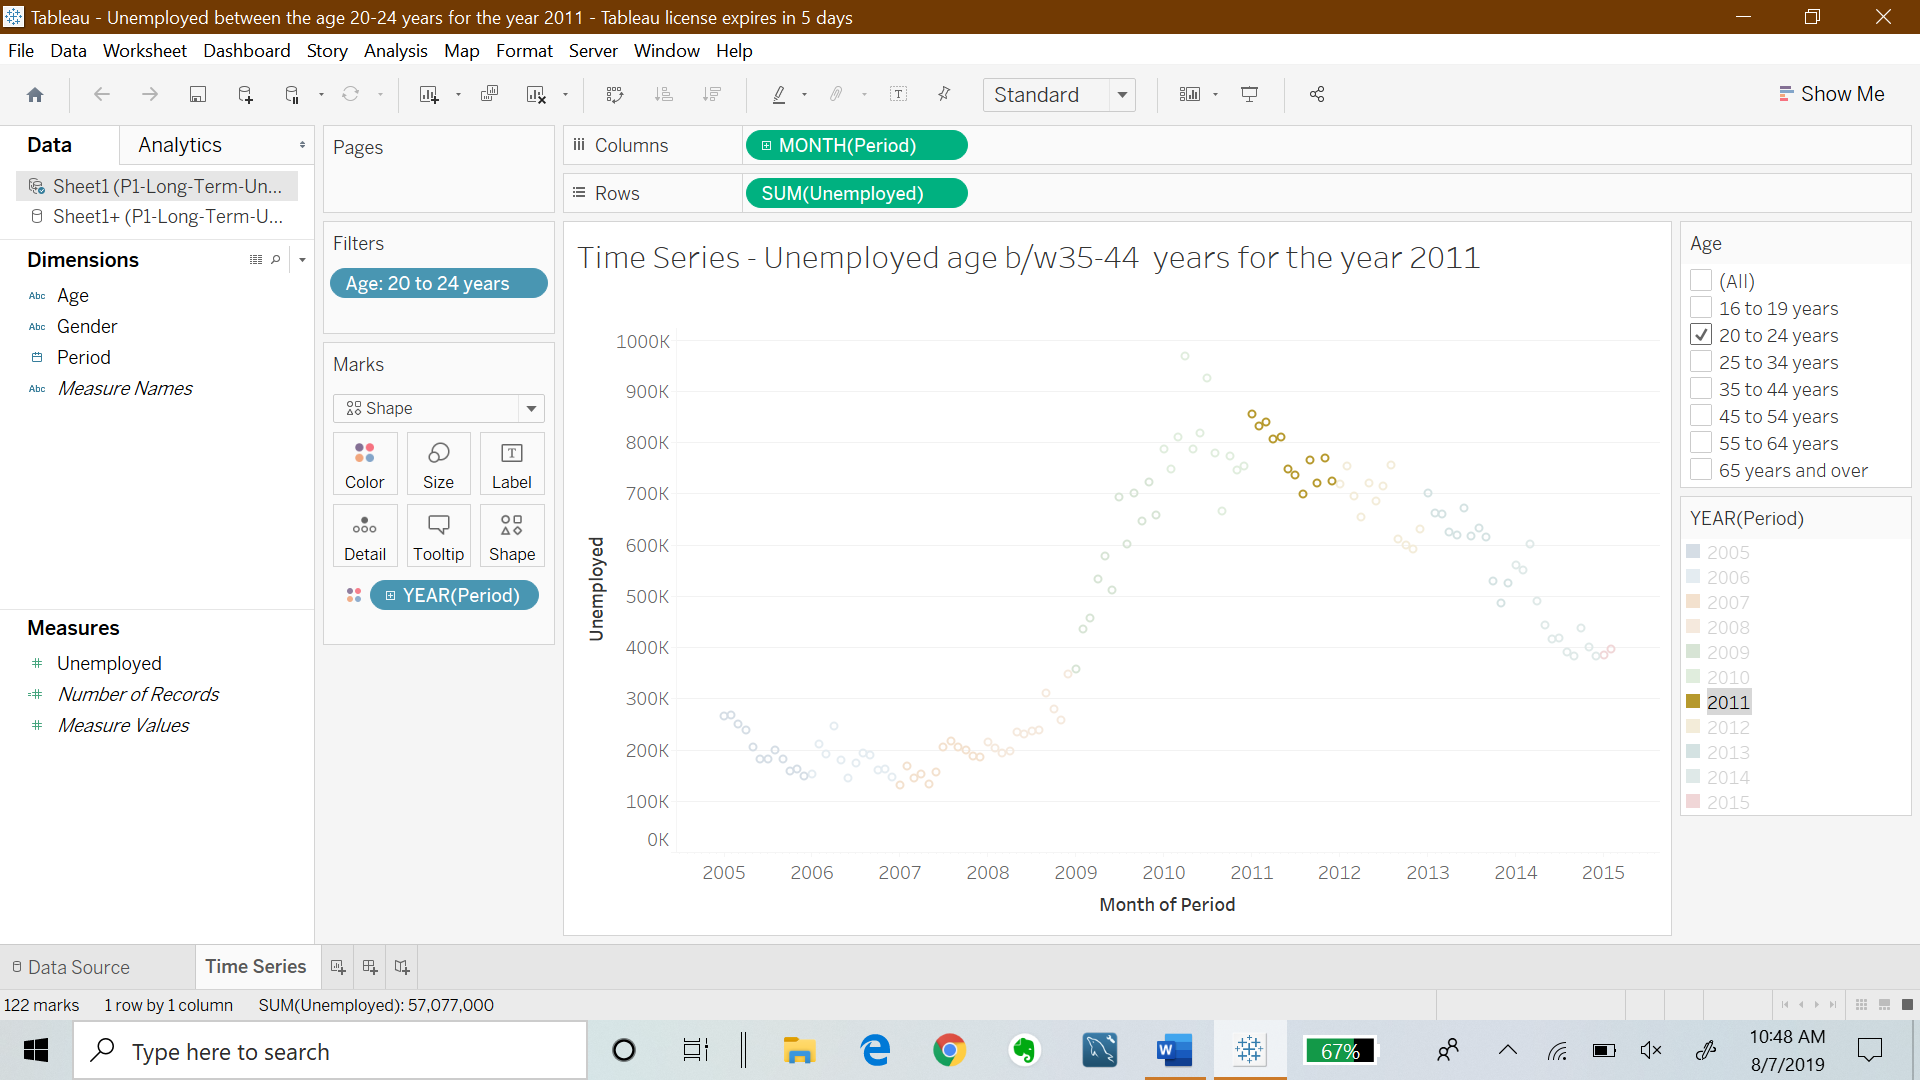 Tableau - Unemployed between the age 20-24 years for the year 2011 - Tableau license expires in 5 days
File Data Worksheet Dashboard Story Analysis Map Format Server Window Help
Standard
Show Me
Data Analytics
Sheet1 (P1-Long-Term-Un...
Sheet1+ (P1-Long-Term-U...
Dimensions
Abc Age
Abc Gender
Period
Abc Measure Names
Measures
# Unemployed
=# Number of Records
# Measure Values
Pages
Filters
Age: 20 to 24 years
Marks
Shape
Color Size T Label
Detail Tooltip Shape
YEAR(Period)
Columns MONTH(Period)
Rows SUM(Unemployed)
Time Series - Unemployed age b/w35-44 years for the year 2011
Unemployed
1000K
900K
800K
700K
600K
500K
400K
300K
200K
100K
0K
2005 2006 2007 2008 2009 2010 2011 2012 2013 2014 2015
Month of Period
Age
(All)
16 to 19 years
20 to 24 years
25 to 34 years
35 to 44 years
45 to 54 years
55 to 64 years
65 years and over
YEAR(Period)
2005
2006
2007
2008
2009
2010
2011
2012
2013
2014
2015
Data Source Time Series
122 marks 1 row by 1 column SUM(Unemployed): 57,077,000
Type here to search
W
67%
10:48 AM
8/7/2019